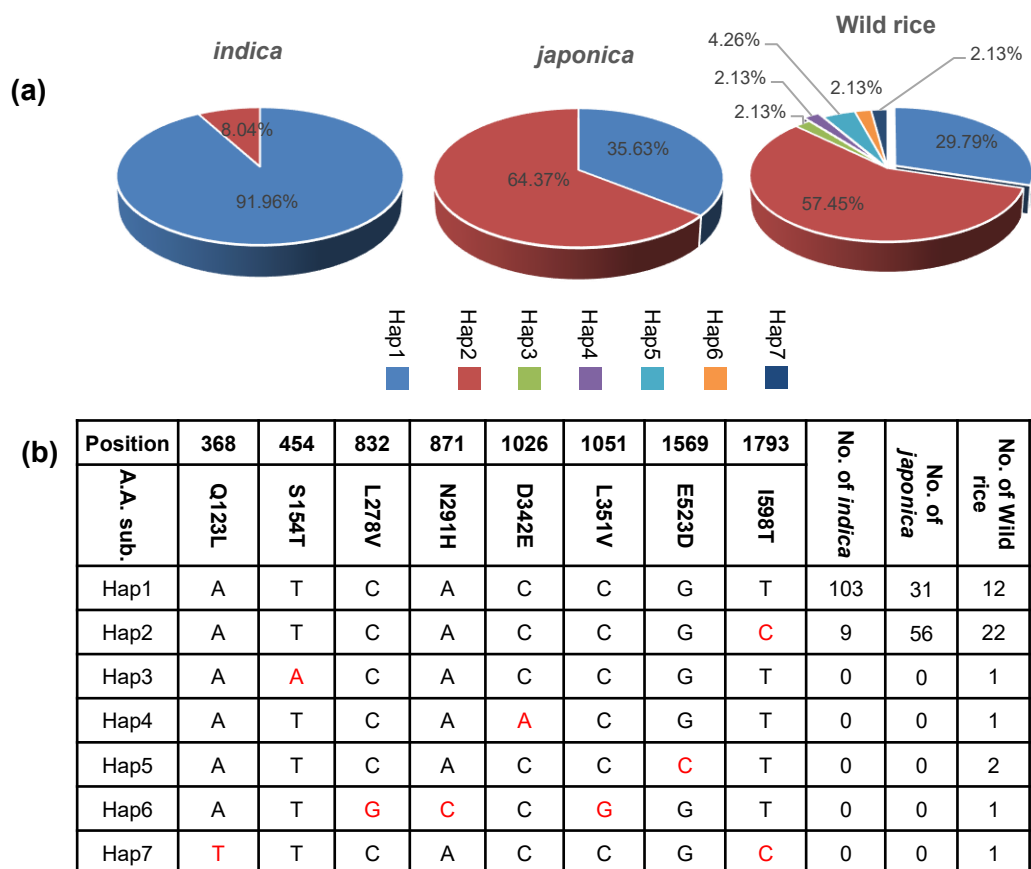 (a)
indica
8.04%
91.96%
japonica
35.63%
64.37%
Wild rice
4.26%
2.13%
2.13%
2.13%
2.13%
29.79%
57.45%
Hap1
Hap2
Hap3
Hap4
Hap5
Hap6
Hap7
(b)
Position 368 454 832 871 1026 1051 1569 1793 No. of indica No. of japonica No. of Wild rice
A.A. sub. Q123L S154T L278V N291H D342E L351V E523D I598T
Hap1 A T C A C C G T 103 31 12
Hap2 A T C A C C G C 9 56 22
Hap3 A A C A C C G T 0 0 1
Hap4 A T C A A C G T 0 0 1
Hap5 A T C A C C C T 0 0 2
Hap6 A T G C C G G T 0 0 1
Hap7 T T C A C C G C 0 0 1